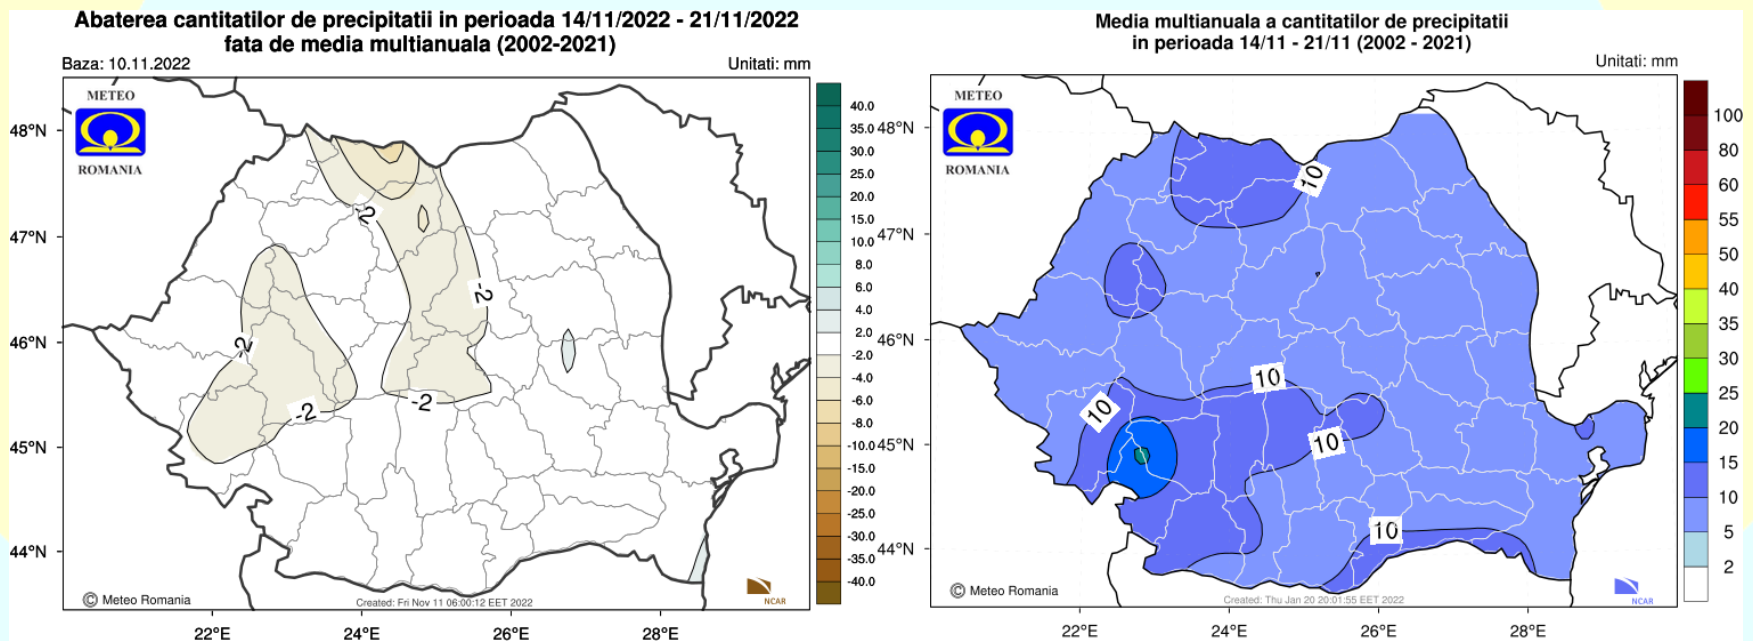 Abaterea cantitatilor de precipitatii in perioada 14/11/2022 - 21/11/2022
fata de media multianuala (2002-2021)
Baza: 10.11.2022
Unitati: mm
METEO
ROMANIA
48°N
47°N
46°N
45°N
44°N
22°E
24°E
26°E
28°E
-2
-2
-2
-2
-2
40.0
35.0
30.0
25.0
20.0
15.0
10.0
8.0
6.0
4.0
2.0
-2.0
-4.0
-6.0
-8.0
-10.0
-15.0
-20.0
-25.0
-30.0
-35.0
-40.0
© Meteo Romania
Created: Fri Nov 11 06:00:12 EET 2022
NCAR
Media multianuala a cantitatilor de precipitatii
in perioada 14/11 - 21/11 (2002 - 2021)
Unitati: mm
METEO
ROMANIA
48°N
47°N
46°N
45°N
44°N
22°E
24°E
26°E
28°E
10
10
10
10
10
100
80
60
55
50
40
35
30
25
20
15
10
5
2
© Meteo Romania
Created: Thu Jan 20 20:01:55 EET 2022
NCAR